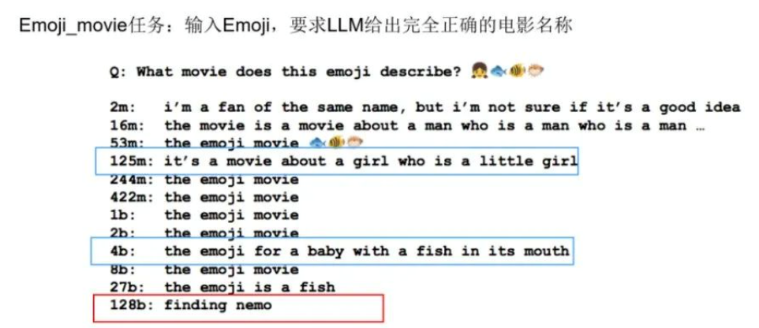 Emoji_movie任务：输入Emoji，要求LLM给出完全正确的电影名称
Q: What movie does this emoji describe? 👧🐟🐠🐡
2m: i'm a fan of the same name, but i'm not sure if it's a good idea
16m: the movie is a movie about a man who is a man who is a man …
53m: the emoji movie 🐟🐠🐡
125m: it's a movie about a girl who is a little girl
244m: the emoji movie
422m: the emoji movie
1b: the emoji movie
2b: the emoji movie
4b: the emoji for a baby with a fish in its mouth
8b: the emoji movie
27b: the emoji is a fish
128b: finding nemo